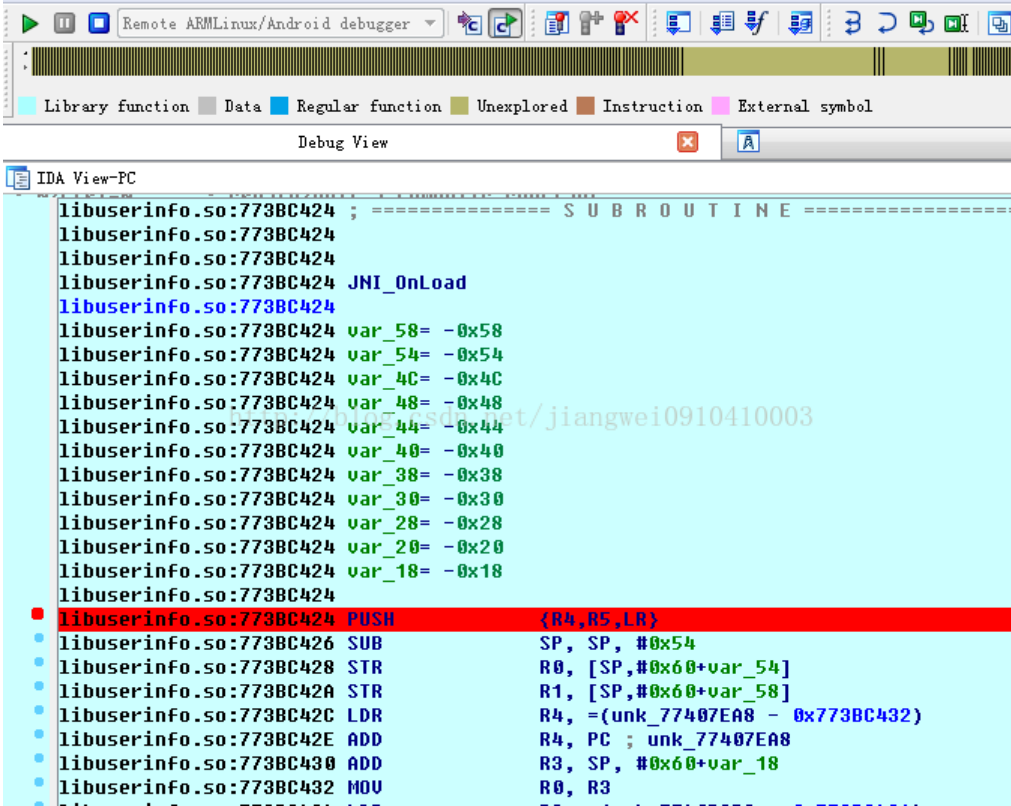 Remote ARMLinux/Android debugger
Library function Data Regular function Unexplored Instruction External symbol
Debug View
IDA View-PC
libuserinfo.so:773BC424 ; =============== S U B R O U T I N E ==================
libuserinfo.so:773BC424
libuserinfo.so:773BC424
libuserinfo.so:773BC424 JNI_OnLoad
libuserinfo.so:773BC424
libuserinfo.so:773BC424 var_58= -0x58
libuserinfo.so:773BC424 var_54= -0x54
libuserinfo.so:773BC424 var_4C= -0x4C
libuserinfo.so:773BC424 var_48= -0x48
http://blog.csdn.net/jiangwei0910410003
libuserinfo.so:773BC424 var_44= -0x44
libuserinfo.so:773BC424 var_40= -0x40
libuserinfo.so:773BC424 var_38= -0x38
libuserinfo.so:773BC424 var_30= -0x30
libuserinfo.so:773BC424 var_28= -0x28
libuserinfo.so:773BC424 var_20= -0x20
libuserinfo.so:773BC424 var_18= -0x18
libuserinfo.so:773BC424
libuserinfo.so:773BC424 PUSH {R4,R5,LR}
libuserinfo.so:773BC426 SUB SP, SP, #0x54
libuserinfo.so:773BC428 STR R0, [SP,#0x60+var_54]
libuserinfo.so:773BC42A STR R1, [SP,#0x60+var_58]
libuserinfo.so:773BC42C LDR R4, =(unk_77407EA8 - 0x773BC432)
libuserinfo.so:773BC42E ADD R4, PC ; unk_77407EA8
libuserinfo.so:773BC430 ADD R3, SP, #0x60+var_18
libuserinfo.so:773BC432 MOV R0, R3